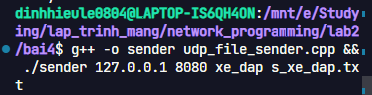 dinhhieule0804@LAPTOP-IS6QH4ON:/mnt/e/Study
ing/lap_trinh_mang/network_programming/lab2
/bai4$ g++ -o sender udp_file_sender.cpp &&
 ./sender 127.0.0.1 8080 xe_dap s_xe_dap.tx
t